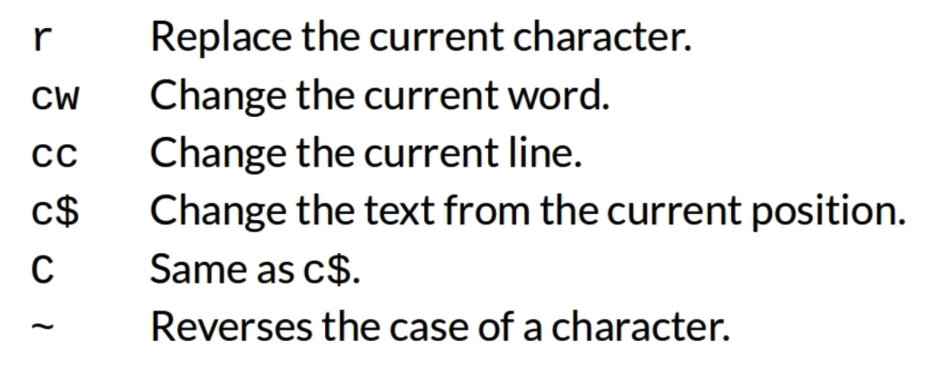 r Replace the current character.
cw Change the current word.
cc Change the current line.
c$ Change the text from the current position.
C Same as c$.
~ Reverses the case of a character.